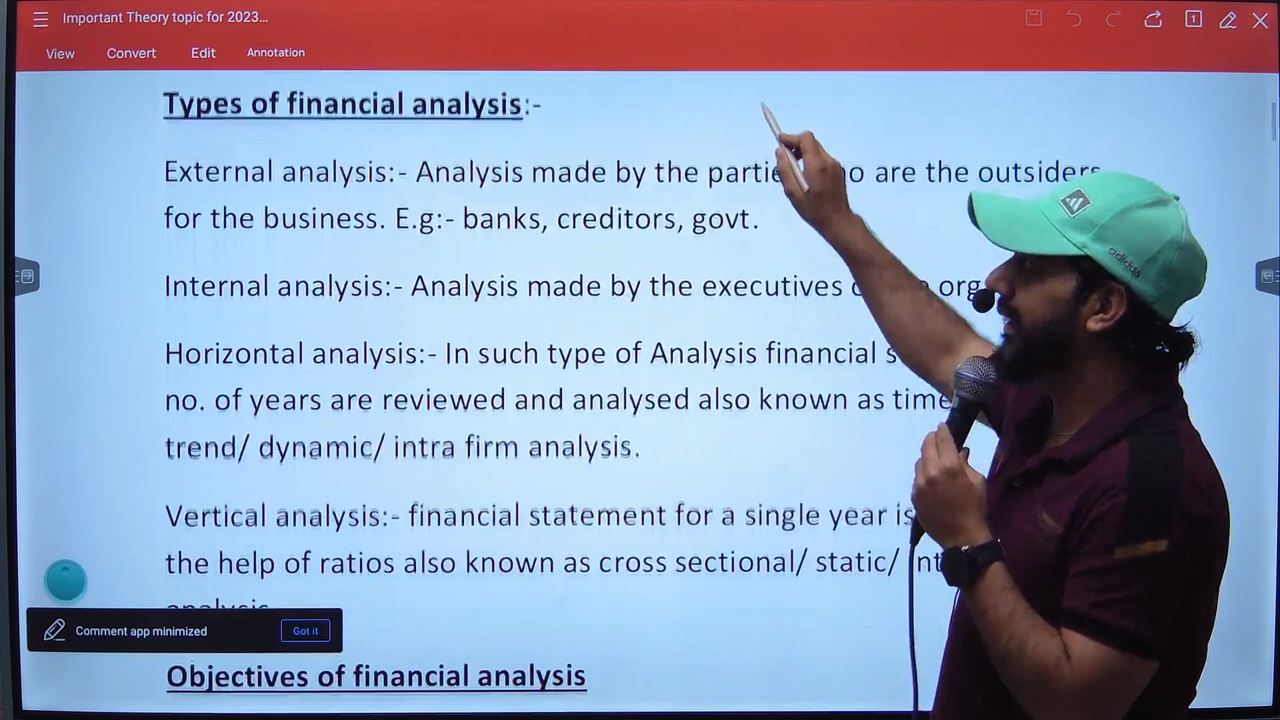 Important Theory topic for 2023...
1
View Convert Edit Annotation
Types of financial analysis:-
External analysis:- Analysis made by the are the outsiders
for the business. E.g:- banks, creditors, govt.
Internal analysis:- Analysis made by the executives
Horizontal analysis:- In such type of Analysis financial
no. of years are reviewed and analysed also known as time
trend/ dynamic/ intra firm analysis.
Vertical analysis:- financial statement for a single year is
the help of ratios also known as cross sectional/ static/
analysis
Comment app minimized Got it
Objectives of financial analysis
adidas